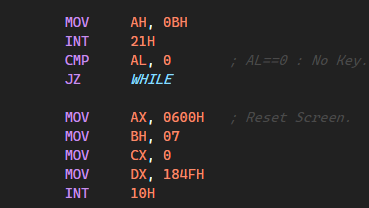 MOV AH, 0BH
INT 21H
CMP AL, 0 ; AL==0 : No Key.
JZ WHILE
MOV AX, 0600H ; Reset Screen.
MOV BH, 07
MOV CX, 0
MOV DX, 184FH
INT 10H